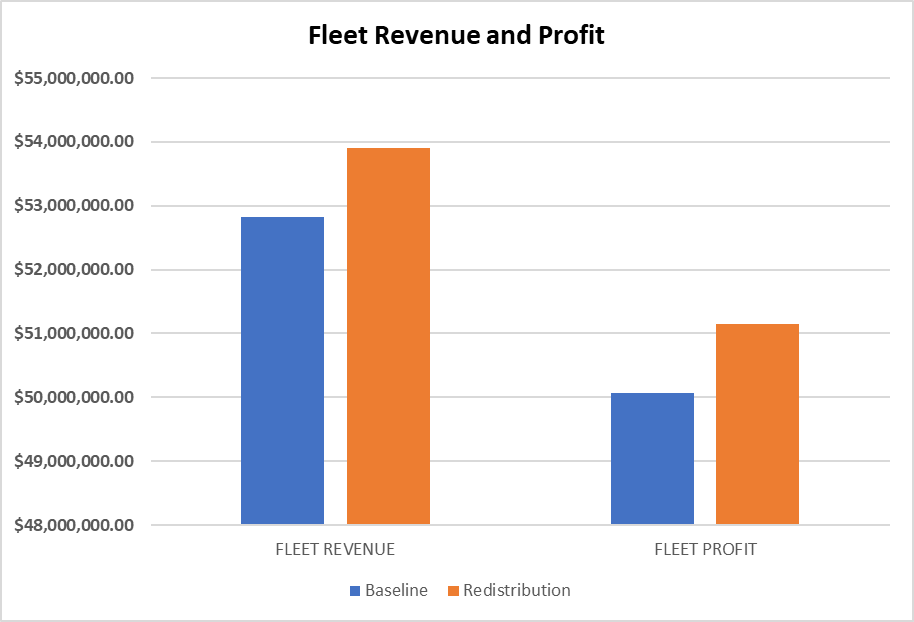 Fleet Revenue and Profit
$55,000,000.00
$54,000,000.00
$53,000,000.00
$52,000,000.00
$51,000,000.00
$50,000,000.00
$49,000,000.00
$48,000,000.00
FLEET REVENUE FLEET PROFIT
Baseline Redistribution